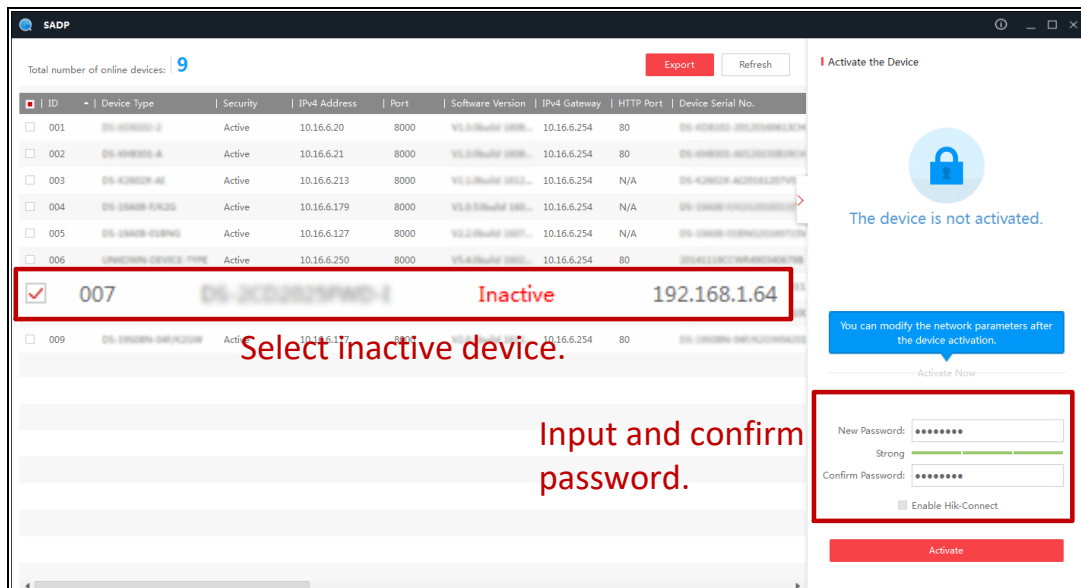 SADP
Total number of online devices: 9
Export
Refresh
Activate the Device
ID Device Type Security IPv4 Address Port Software Version IPv4 Gateway HTTP Port Device Serial No.
001 Active 10.16.6.20 8000 10.16.6.254 80
002 Active 10.16.6.21 8000 10.16.6.254 80
003 Active 10.16.6.213 8000 10.16.6.254 N/A
004 Active 10.16.6.179 8000 10.16.6.254 N/A
005 Active 10.16.6.127 8000 10.16.6.254 N/A
006 Active 10.16.6.250 8000 10.16.6.254 80
007 Inactive 192.168.1.64
009 Active 10.16.6.177 8000 10.16.6.254 80
Select inactive device.
Input and confirm
password.
The device is not activated.
You can modify the network parameters after
the device activation.
Activate Now
New Password: ●●●●●●●●
Strong
Confirm Password: ●●●●●●●●
Enable Hik-Connect
Activate